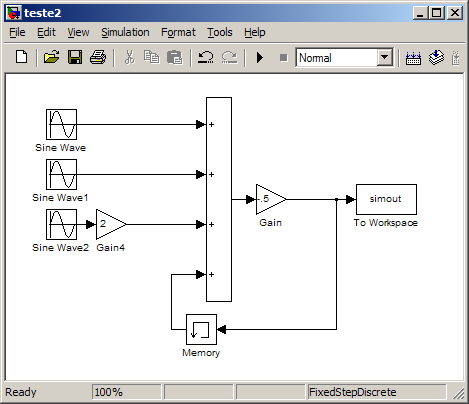 teste2
File Edit View Simulation Format Tools Help
Normal
Sine Wave
+
Sine Wave1
+
-.5
simout
Gain
To Workspace
2
+
Sine Wave2
Gain4
+
Memory
Ready
100%
FixedStepDiscrete